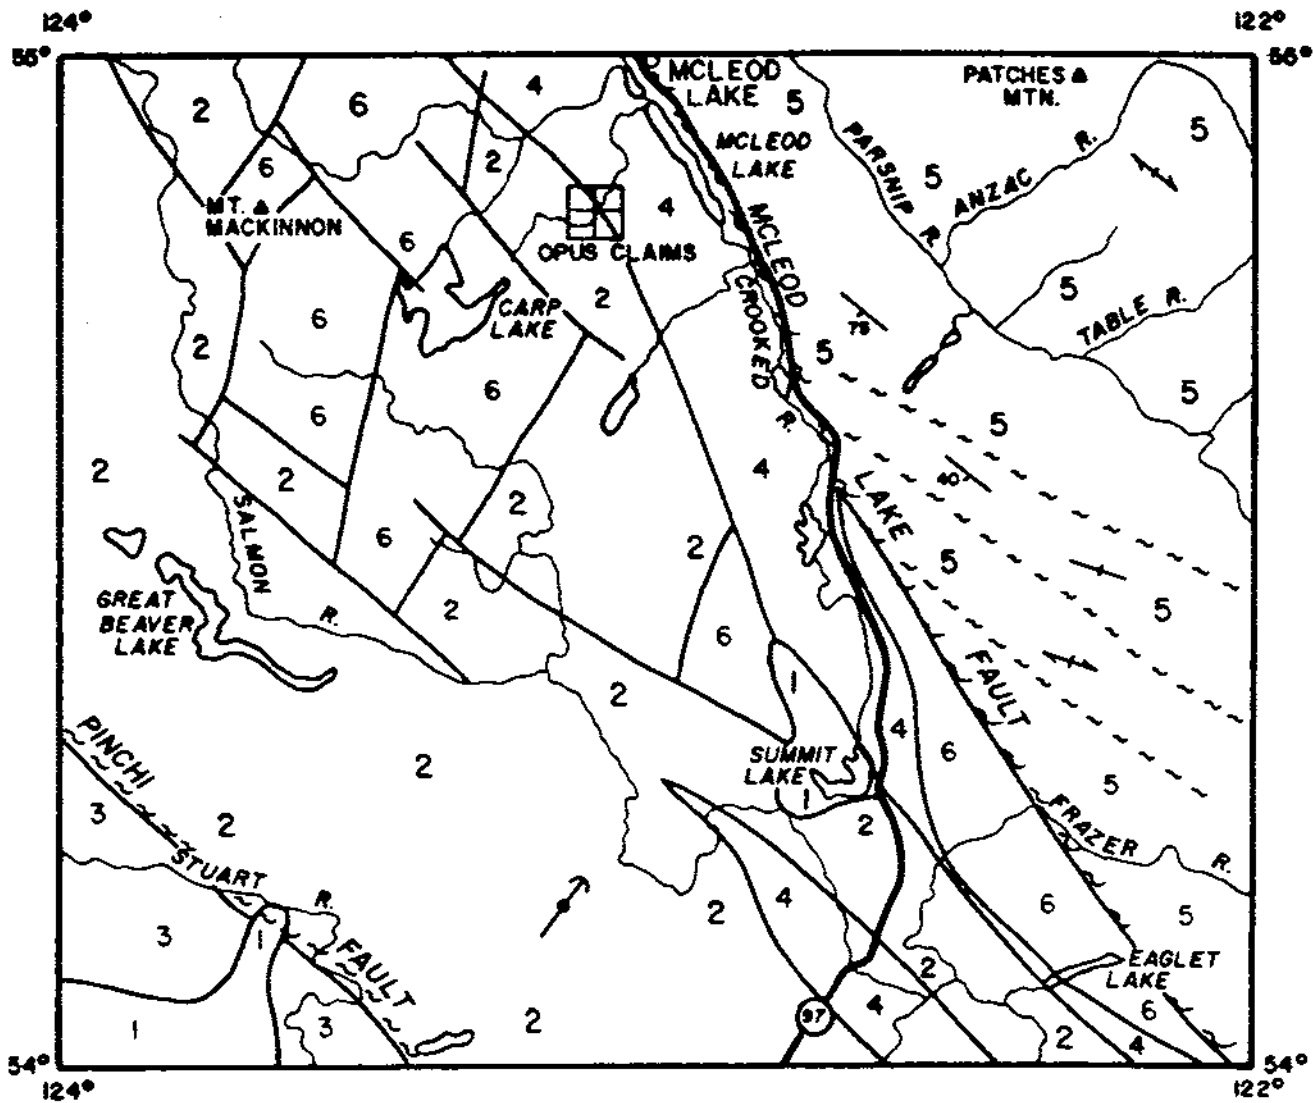 124°
122°
55°
55°
MCLEOD
LAKE
PATCHES
MTN.
4
6
2
5
5
MCLEOD
LAKE
PARSNIP
R.
ANZAC
R.
2
6
5
MT.
MACKINNON
4
OPUS CLAIMS
6
MCLEOD
CROOKED
R.
2
5
CARP
LAKE
6
75
TABLE R.
2
5
6
5
6
5
2
2
4
40
SALMON
R.
2
LAKE
6
2
5
GREAT
BEAVER
LAKE
2
5
6
FAULT
1
2
4
6
PINCHI
SUMMIT
LAKE
2
5
3
2
1
2
FRAZER
R.
STUART
R.
4
2
6
5
3
1
FAULT
EAGLET
LAKE
2
4
97
6
1
3
2
2
4
54°
54°
124°
122°